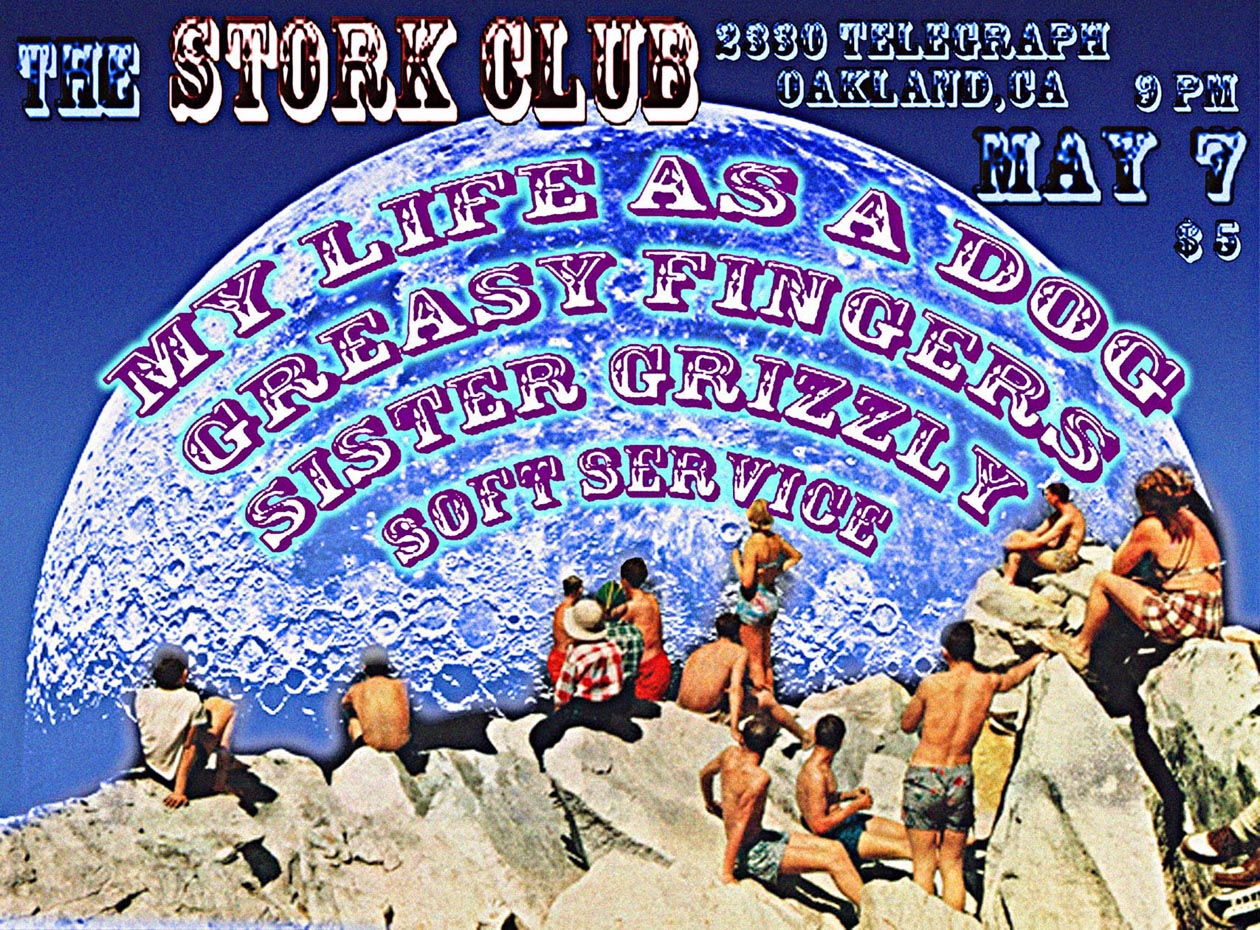 THE STORK CLUB
2330 TELEGRAPH
OAKLAND, CA
9 PM
MAY 7
$5
MY LIFE AS A DOG
GREASY FINGERS
SISTER GRIZZLY
SOFT SERVICE